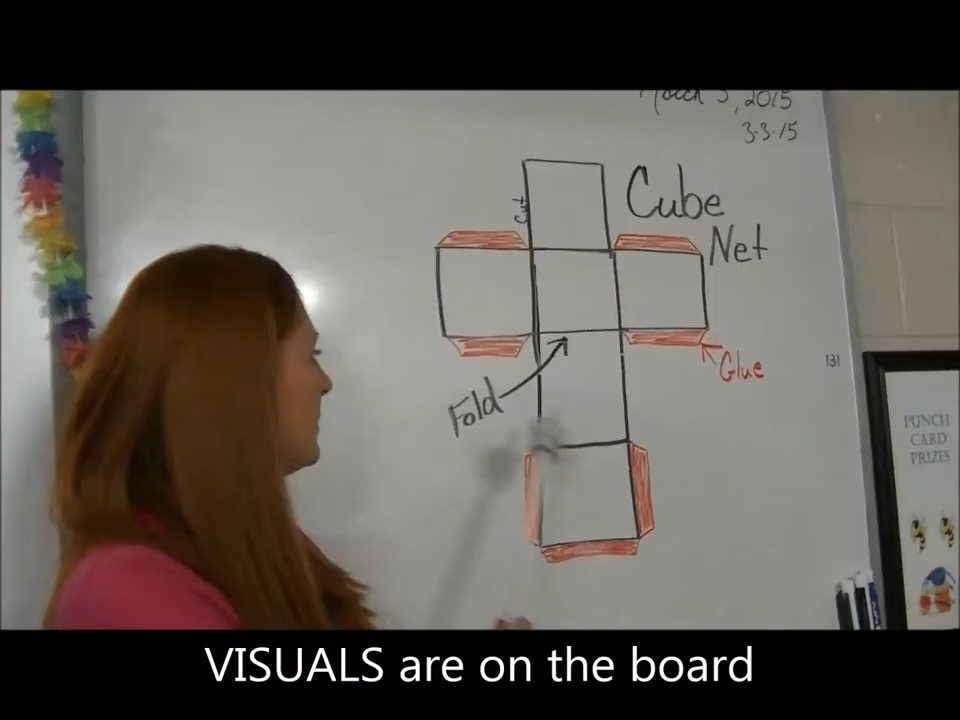 March 3, 2015
3-3-15
Cut
Cube
Net
131
Glue
Fold
PUNCH
CARD
PRIZES
VISUALS are on the board